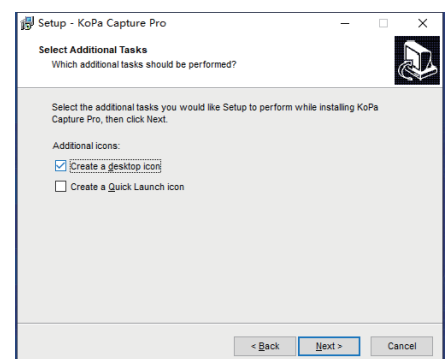 Setup - KoPa Capture Pro
Select Additional Tasks
Which additional tasks should be performed?
Select the additional tasks you would like Setup to perform while installing KoPa
Capture Pro, then click Next.
Additional icons:
Create a desktop icon
Create a Quick Launch icon
< Back Next > Cancel